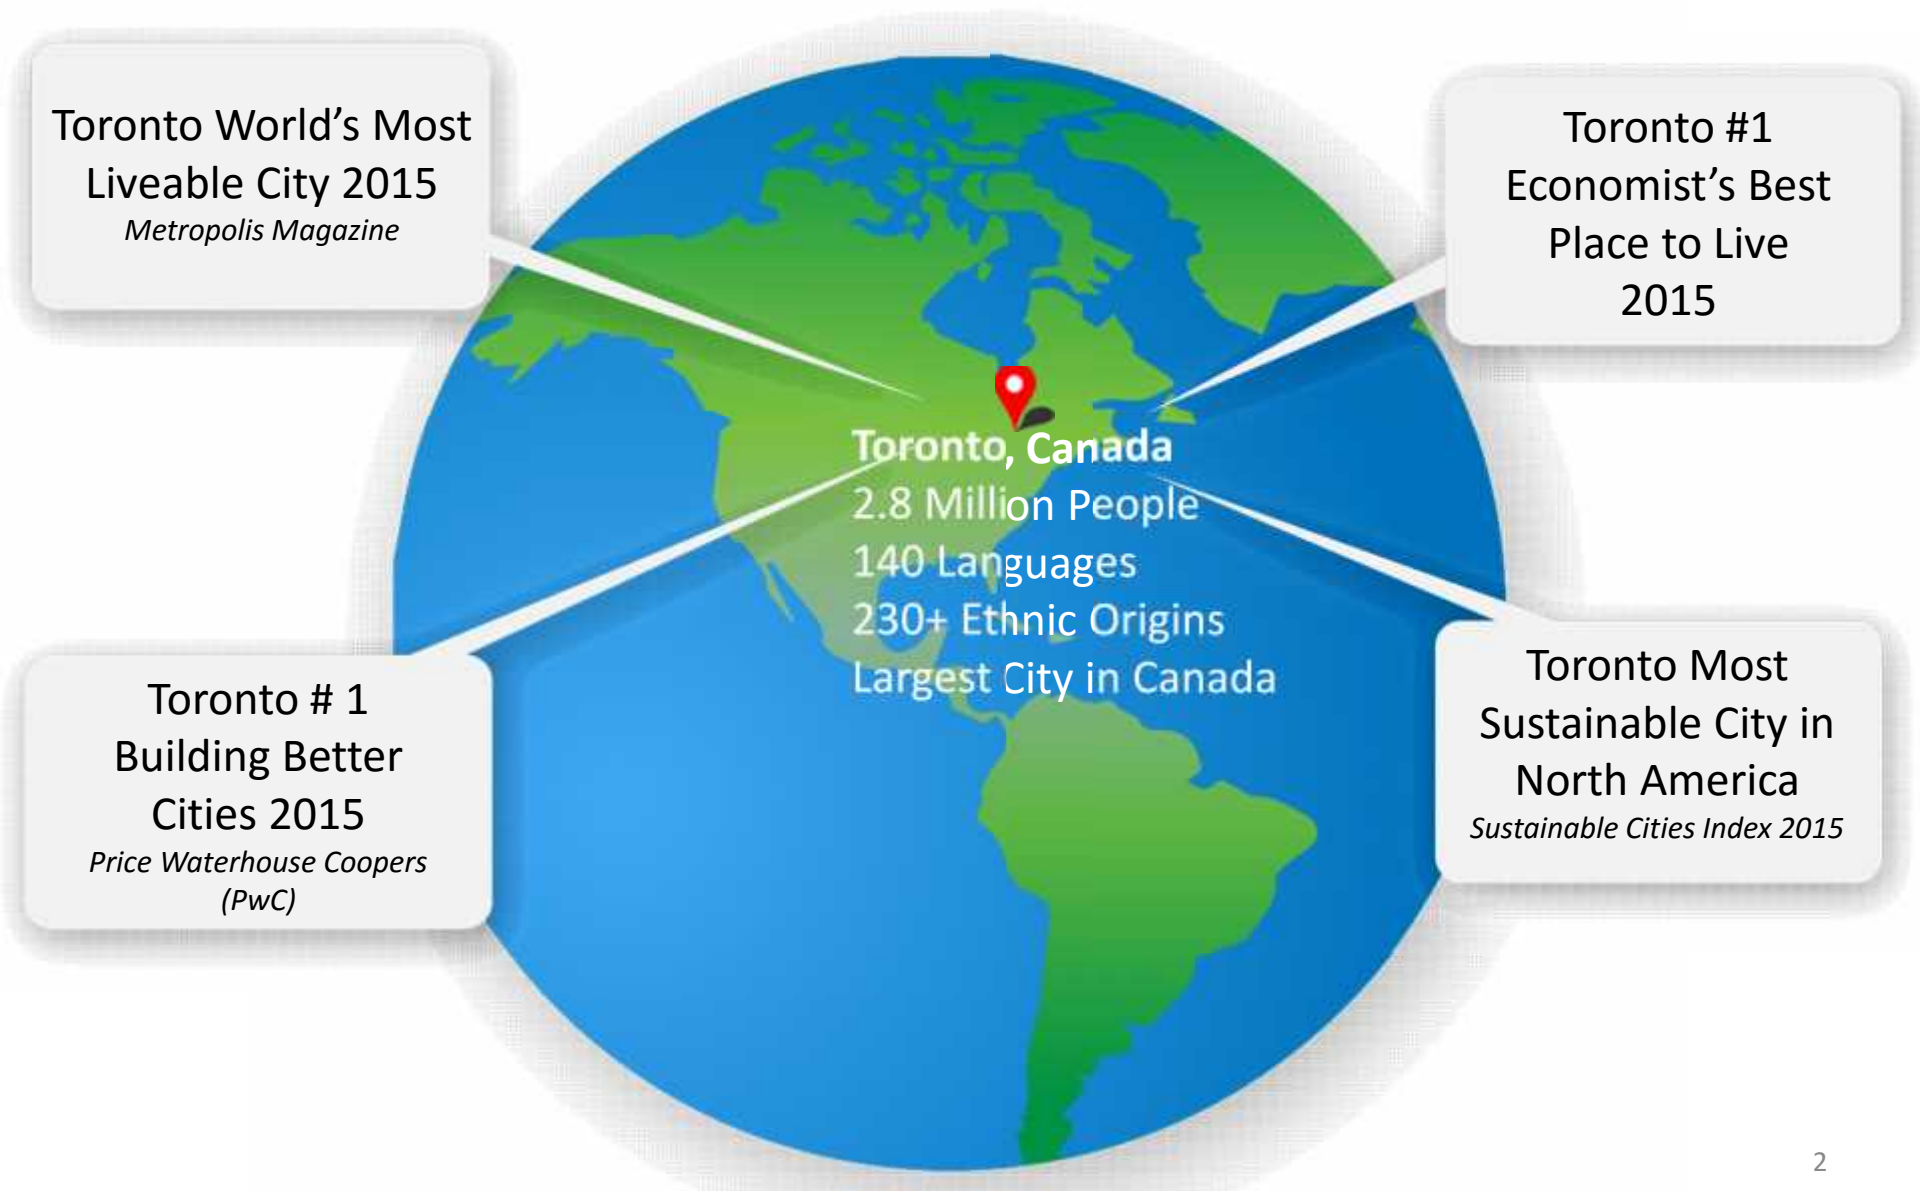 Toronto World’s Most
Liveable City 2015
Metropolis Magazine
Toronto #1
Economist’s Best
Place to Live
2015
Toronto, Canada
2.8 Million People
140 Languages
230+ Ethnic Origins
Largest City in Canada
Toronto # 1
Building Better
Cities 2015
Price Waterhouse Coopers
(PwC)
Toronto Most
Sustainable City in
North America
Sustainable Cities Index 2015
2